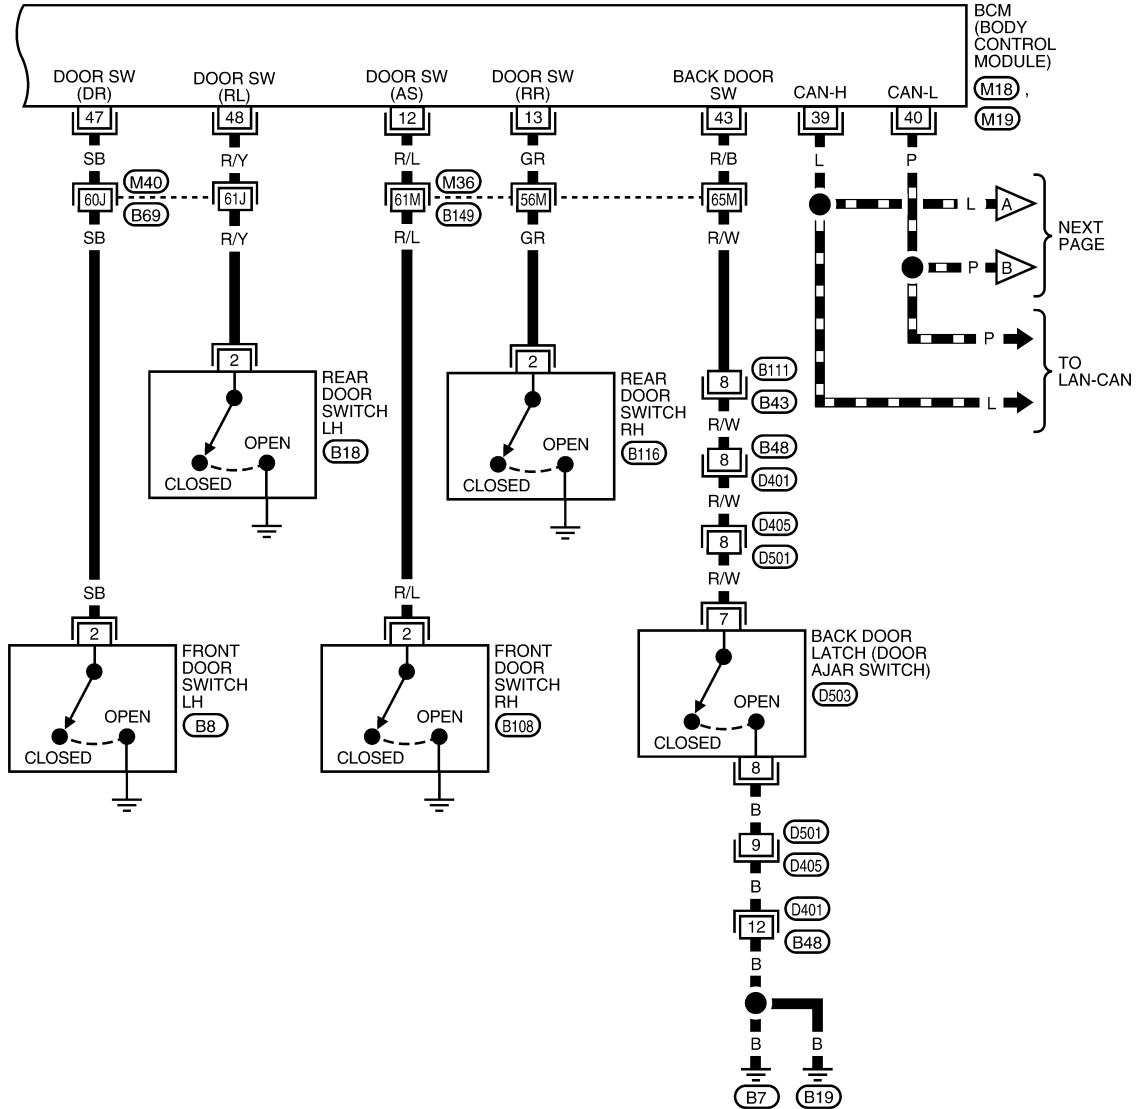 BCM
(BODY
CONTROL
MODULE)
M18 ,
M19
DOOR SW
(DR)
DOOR SW
(RL)
DOOR SW
(AS)
DOOR SW
(RR)
BACK DOOR
SW
CAN-H
CAN-L
47
48
12
13
43
39
40
SB
R/Y
R/L
GR
R/B
L
P
60J
M40
B69
61J
61M
M36
B149
56M
65M
L
A
NEXT
PAGE
SB
R/Y
R/L
GR
R/W
P
B
P
TO
LAN-CAN
L
2
REAR
DOOR
SWITCH
LH
B18
OPEN
CLOSED
2
REAR
DOOR
SWITCH
RH
B116
OPEN
CLOSED
8
B111
B43
R/W
8
B48
D401
R/W
8
D405
D501
R/W
SB
R/L
2
FRONT
DOOR
SWITCH
LH
B8
OPEN
CLOSED
2
FRONT
DOOR
SWITCH
RH
B108
OPEN
CLOSED
7
BACK DOOR
LATCH (DOOR
AJAR SWITCH)
D503
OPEN
CLOSED
8
B
9
D501
D405
B
12
D401
B48
B
B
B
B7
B19